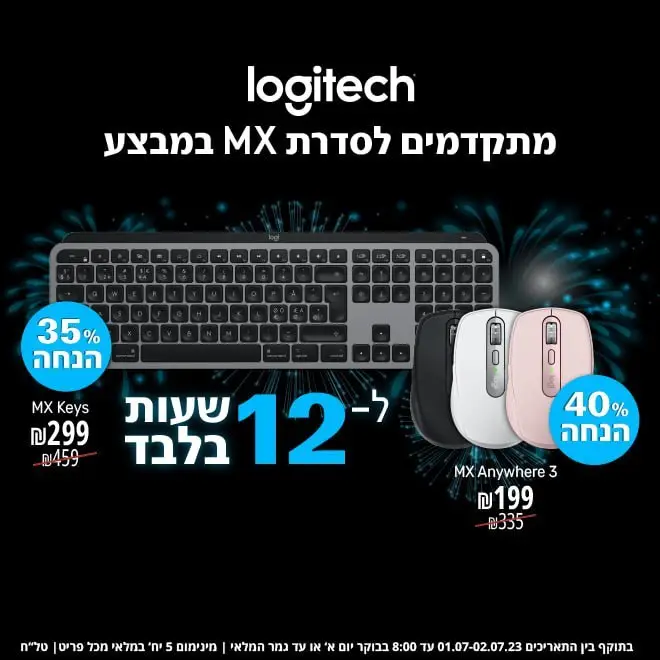 logitech
מתקדמים לסדרת MX במבצע
logi
35%
הנחה
MX Keys
₪299
₪459
ל-12 שעות
בלבד
40%
הנחה
MX Anywhere 3
₪199
₪335
בתוקף בין התאריכים 01.07-02.07.23 עד 8:00 בבוקר יום א' או עד גמר המלאי | מינימום 5 יח' במלאי מכל פריט| טל"ח